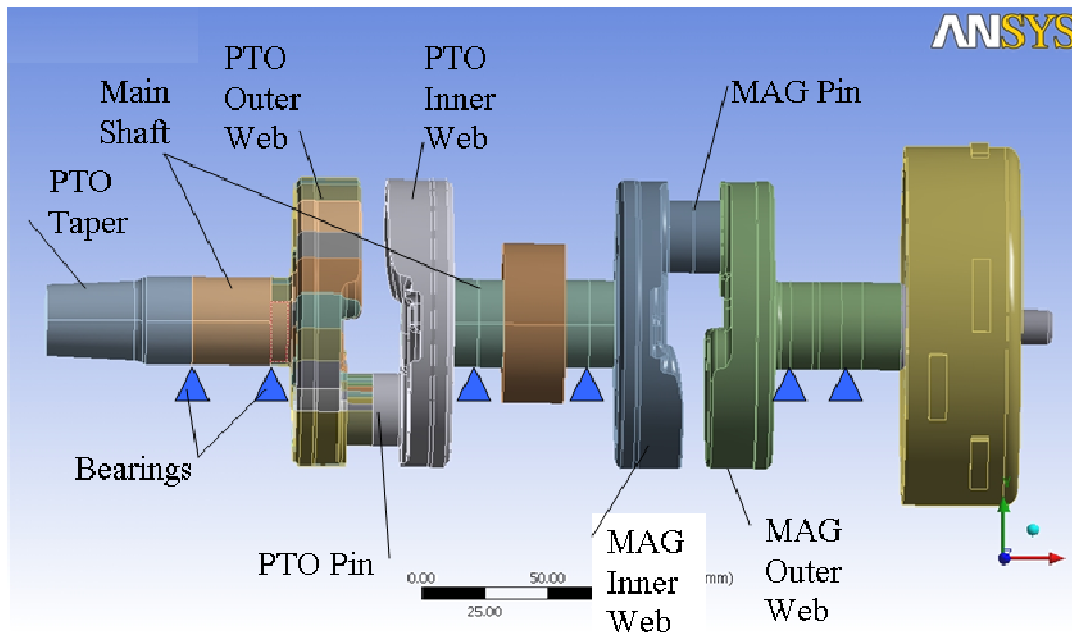 ANSYS
PTO
Outer
Web
PTO
Inner
Web
Main
Shaft
MAG Pin
PTO
Taper
Bearings
PTO Pin
MAG
Inner
Web
MAG
Outer
Web
0.00
50.00
mm)
25.00